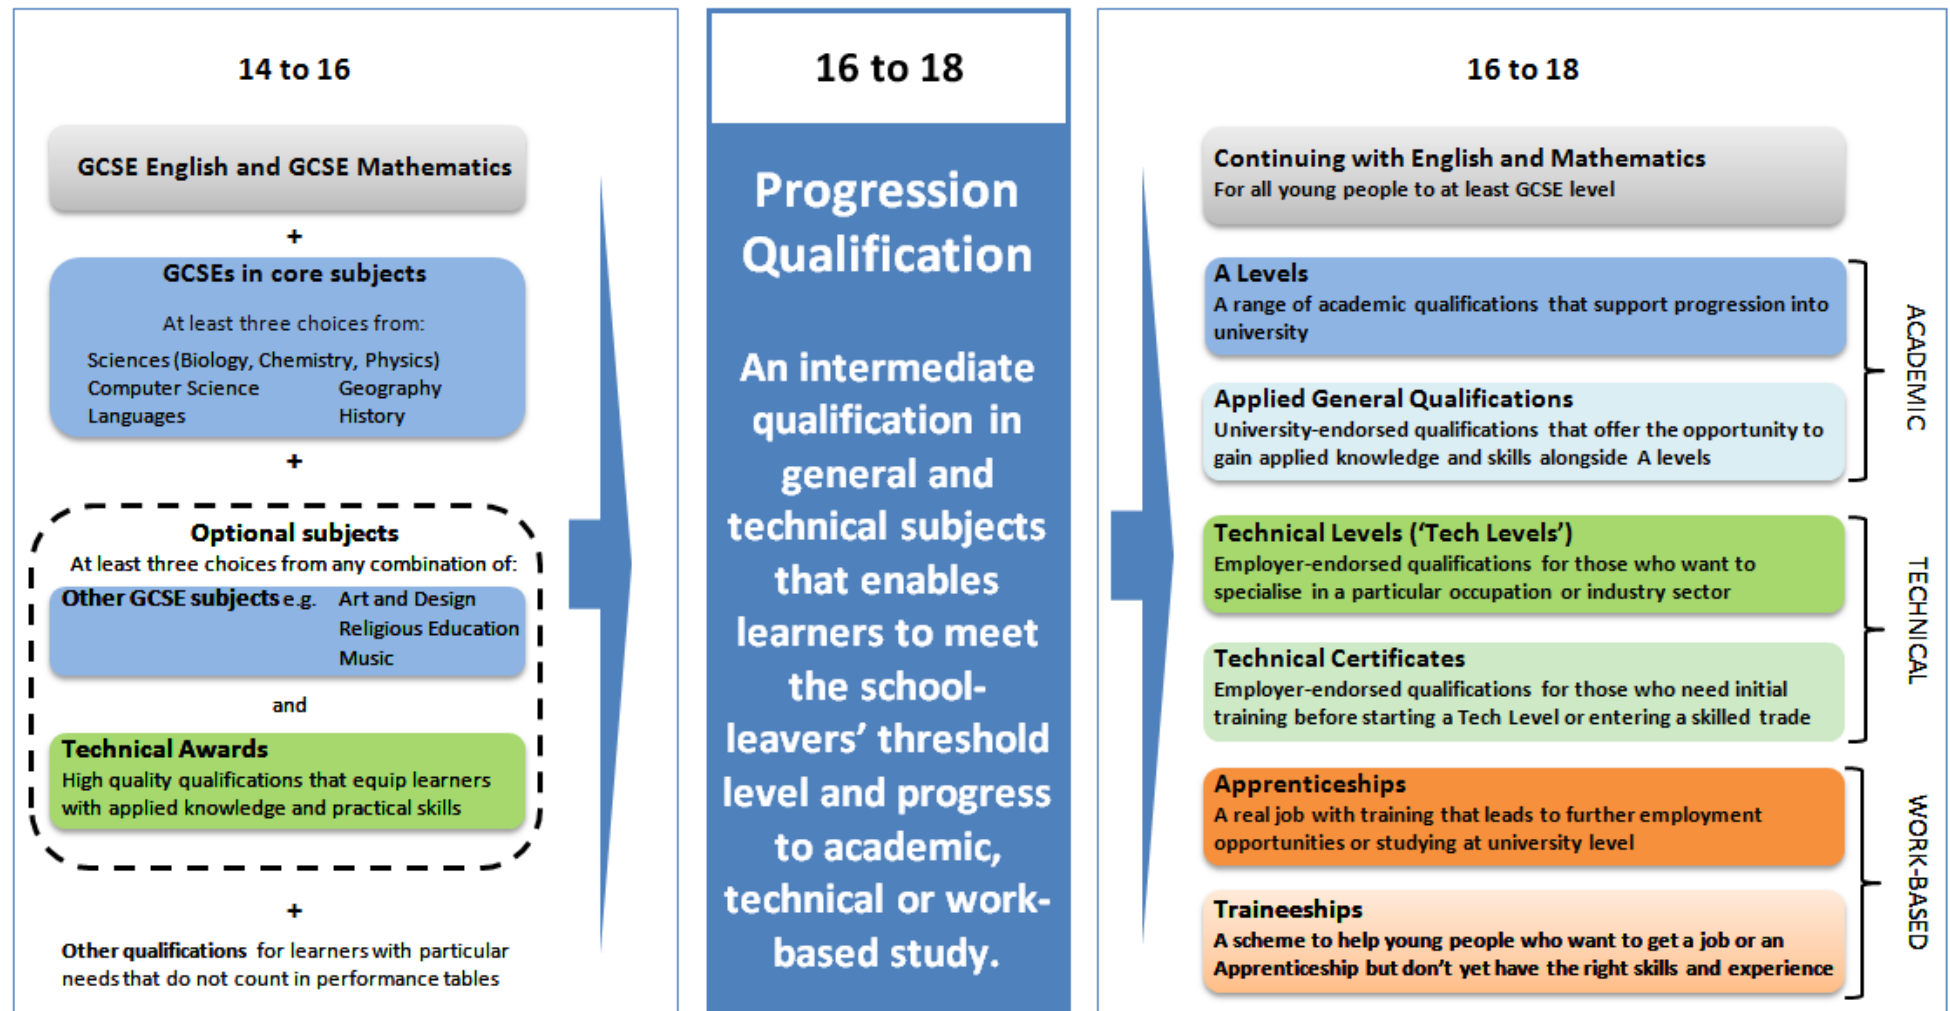 14 to 16
GCSE English and GCSE Mathematics
+
GCSEs in core subjects
At least three choices from:
Sciences (Biology, Chemistry, Physics)
Computer Science Geography
Languages History
+
Optional subjects
At least three choices from any combination of:
Other GCSE subjects e.g. Art and Design
Religious Education
Music
and
Technical Awards
High quality qualifications that equip learners
with applied knowledge and practical skills
+
Other qualifications for learners with particular
needs that do not count in performance tables
16 to 18
Progression
Qualification
An intermediate
qualification in
general and
technical subjects
that enables
learners to meet
the school-
leavers’ threshold
level and progress
to academic,
technical or work-
based study.
16 to 18
Continuing with English and Mathematics
For all young people to at least GCSE level
A Levels
A range of academic qualifications that support progression into
university
Applied General Qualifications
University-endorsed qualifications that offer the opportunity to
gain applied knowledge and skills alongside A levels
ACADEMIC
Technical Levels (‘Tech Levels’)
Employer-endorsed qualifications for those who want to
specialise in a particular occupation or industry sector
Technical Certificates
Employer-endorsed qualifications for those who need initial
training before starting a Tech Level or entering a skilled trade
TECHNICAL
Apprenticeships
A real job with training that leads to further employment
opportunities or studying at university level
Traineeships
A scheme to help young people who want to get a job or an
Apprenticeship but don’t yet have the right skills and experience
WORK-BASED